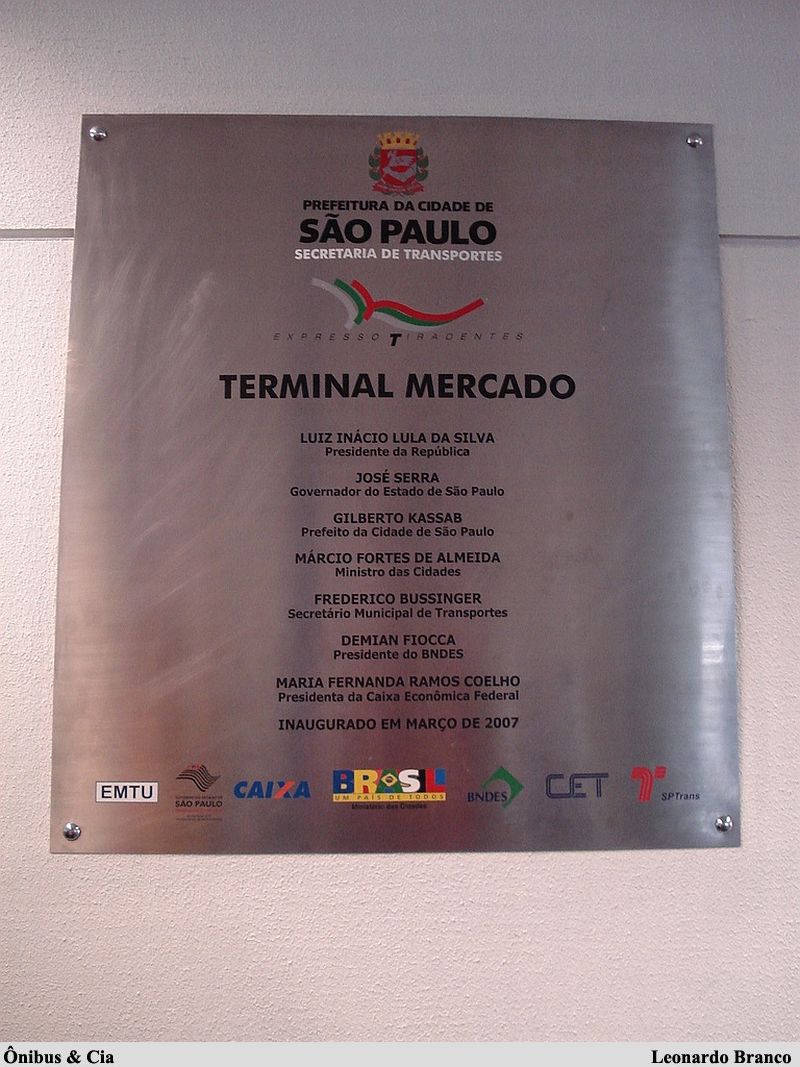 PREFEITURA DA CIDADE DE
SÃO PAULO
SECRETARIA DE TRANSPORTES
EXPRESSO TIRADENTES
TERMINAL MERCADO
LUIZ INÁCIO LULA DA SILVA
Presidente da República
JOSÉ SERRA
Governador do Estado de São Paulo
GILBERTO KASSAB
Prefeito da Cidade de São Paulo
MÁRCIO FORTES DE ALMEIDA
Ministro das Cidades
FREDERICO BUSSINGER
Secretário Municipal de Transportes
DEMIAN FIOCCA
Presidente do BNDES
MARIA FERNANDA RAMOS COELHO
Presidenta da Caixa Econômica Federal
INAUGURADO EM MARÇO DE 2007
EMTU
GOVERNO DO ESTADO DE
SÃO PAULO
CAIXA
BRASIL
UM PAÍS DE TODOS
Ministério das Cidades
BNDES
CET
SPTrans
Ônibus & Cia
Leonardo Branco